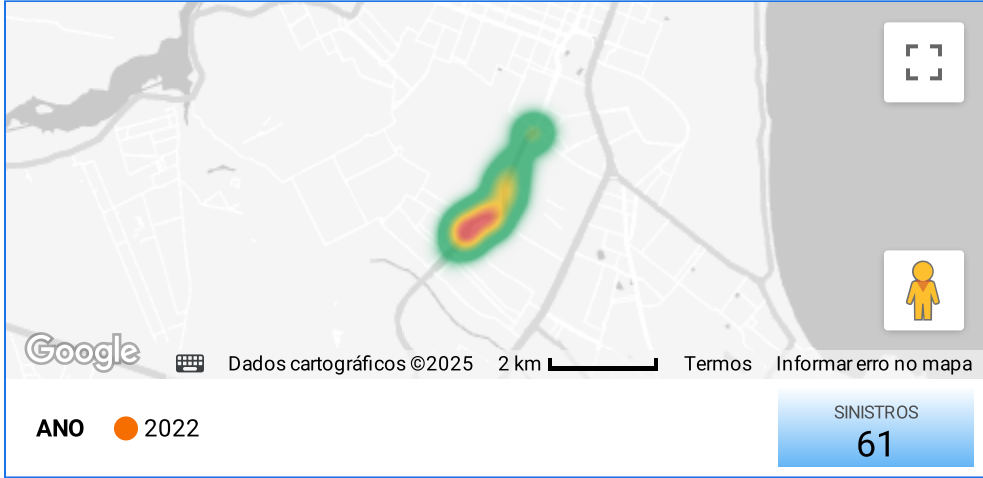 Google
Dados cartográficos ©2025 2 km Termos Informar erro no mapa
ANO 2022
SINISTROS
61